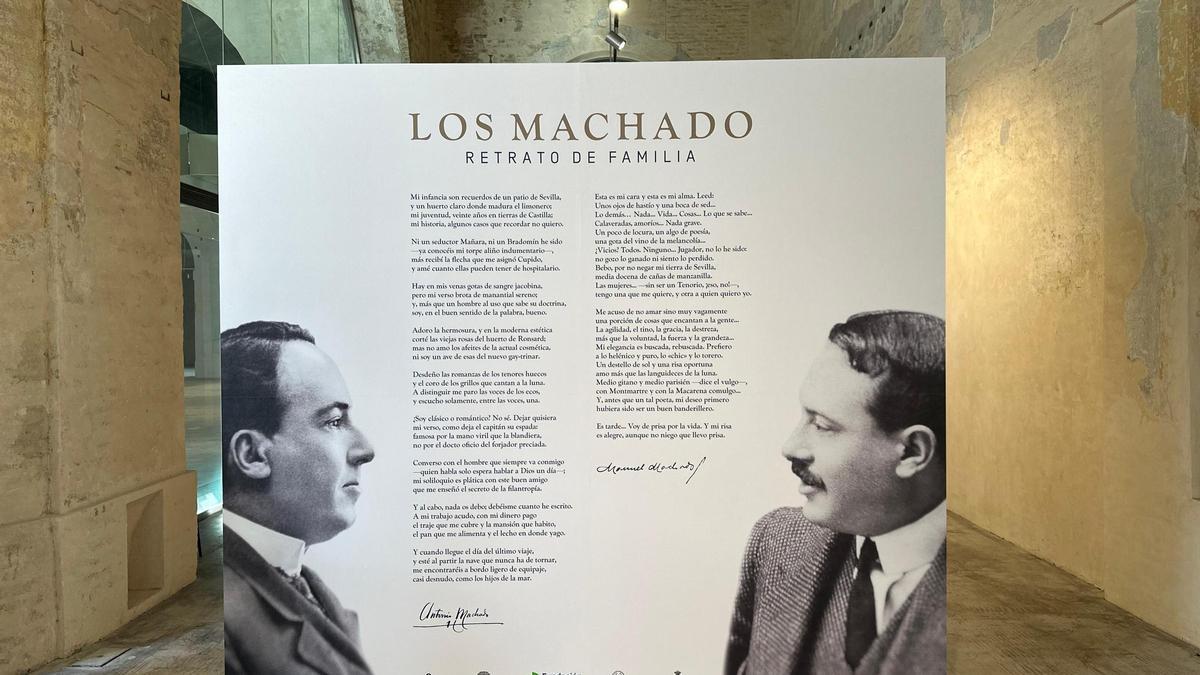 LOS MACHADO
RETRATO DE FAMILIA
Mi infancia son recuerdos de un patio de Sevilla,
y un huerto claro donde madura el limonero;
mi juventud, veinte años en tierras de Castilla;
mi historia, algunos casos que recordar no quiero.
Ni un seductor Mañara, ni un Bradomín he sido
—ya conocéis mi torpe aliño indumentario—,
más recibí la flecha que me asignó Cupido,
y amé cuanto ellas pueden tener de hospitalario.
Hay en mis venas gotas de sangre jacobina,
pero mi verso brota de manantial sereno;
y, más que un hombre al uso que sabe su doctrina,
soy, en el buen sentido de la palabra, bueno.
Adoro la hermosura, y en la moderna estética
corté las viejas rosas del huerto de Ronsard;
mas no amo los afeites de la actual cosmética,
ni soy un ave de esas del nuevo gay-trinar.
Desdeño las romanzas de los tenores huecos
y el coro de los grillos que cantan a la luna.
A distinguir me paro las voces de los ecos,
y escucho solamente, entre las voces, una.
¿Soy clásico o romántico? No sé. Dejar quisiera
mi verso, como deja el capitán su espada:
famosa por la mano viril que la blandiera,
no por el docto oficio del forjador preciada.
Converso con el hombre que siempre va conmigo
—quien habla solo espera hablar a Dios un día—;
mi soliloquio es plática con este buen amigo
que me enseñó el secreto de la filantropía.
Y al cabo, nada os debo; debéisme cuanto he escrito.
A mi trabajo acudo, con mi dinero pago
el traje que me cubre y la mansión que habito,
el pan que me alimenta y el lecho en donde yago.
Y cuando llegue el día del último viaje,
y esté al partir la nave que nunca ha de tornar,
me encontraréis a bordo ligero de equipaje,
casi desnudo, como los hijos de la mar.
Antonio Machado
Esta es mi cara y esta es mi alma. Leed:
Unos ojos de hastío y una boca de sed...
Lo demás... Nada... Vida... Cosas... Lo que se sabe...
Calaveradas, amoríos... Nada grave.
Un poco de locura, un algo de poesía,
una gota del vino de la melancolía...
¿Vicios? Todos. Ninguno... Jugador, no lo he sido:
no gozo lo ganado ni siento lo perdido.
Bebo, por no negar mi tierra de Sevilla,
media docena de cañas de manzanilla.
Las mujeres... —sin ser un Tenorio, ¡eso, no!—,
tengo una que me quiere, y otra a quien quiero yo.
Me acuso de no amar sino muy vagamente
una porción de cosas que encantan a la gente...
La agilidad, el tino, la gracia, la destreza,
más que la voluntad, la fuerza y la grandeza...
Mi elegancia es buscada, rebuscada. Prefiero
a lo helénico y puro, lo «chic» y lo torero.
Un destello de sol y una risa oportuna
amo más que las languideces de la luna.
Medio gitano y medio parisién —dice el vulgo—,
con Montmartre y con la Macarena comulgo...
Y, antes que un tal poeta, mi deseo primero
hubiera sido ser un buen banderillero.
Es tarde... Voy de prisa por la vida. Y mi risa
es alegre, aunque no niego que llevo prisa.
Manuel Machado